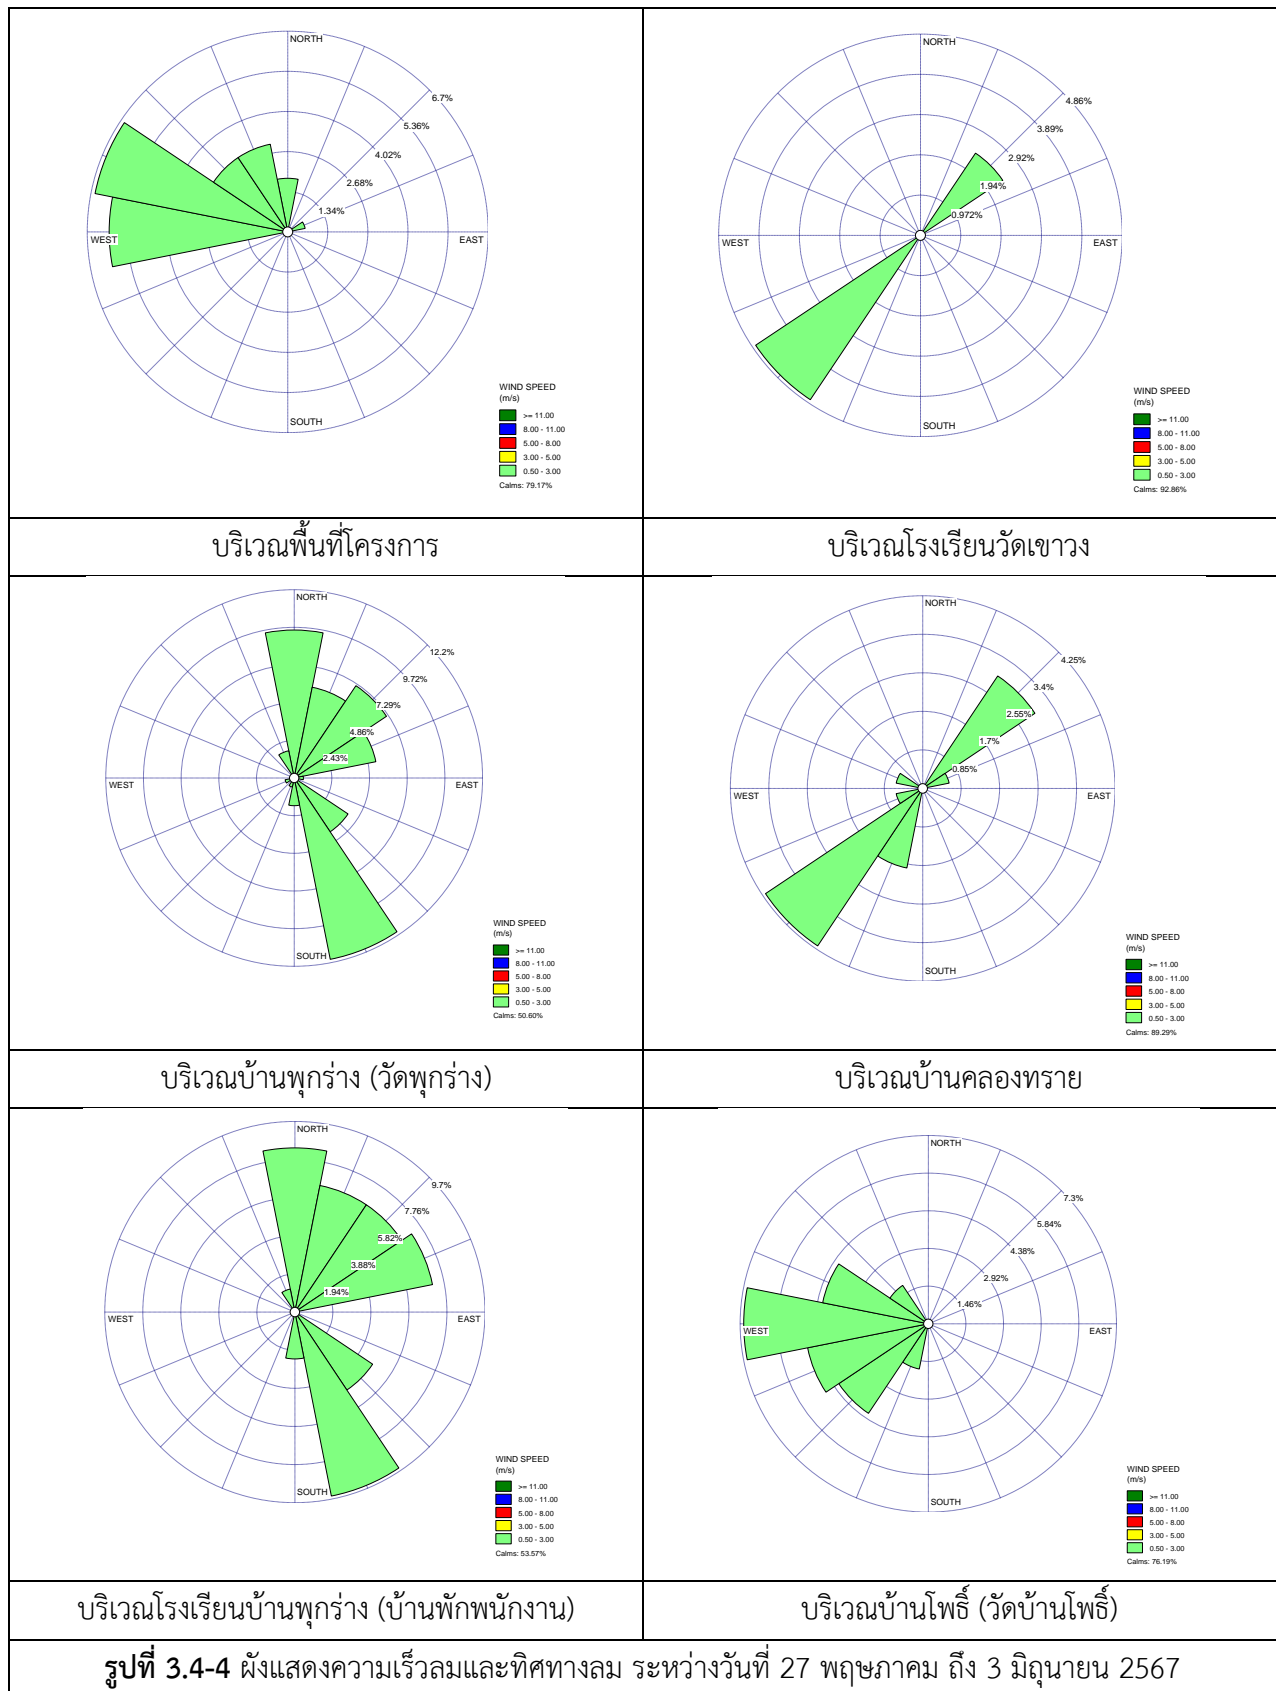 NORTH
6.7%
5.36%
4.02%
2.68%
1.34%
WEST
EAST
SOUTH
WIND SPEED
(m/s)
>= 11.00
8.00 - 11.00
5.00 - 8.00
3.00 - 5.00
0.50 - 3.00
Calms: 79.17%
บริเวณพื้นที่โครงการ
NORTH
4.86%
3.89%
2.92%
1.94%
0.972%
WEST
EAST
SOUTH
WIND SPEED
(m/s)
>= 11.00
8.00 - 11.00
5.00 - 8.00
3.00 - 5.00
0.50 - 3.00
Calms: 92.86%
บริเวณโรงเรียนวัดเขาวง
NORTH
12.2%
9.72%
7.29%
4.86%
2.43%
WEST
EAST
SOUTH
WIND SPEED
(m/s)
>= 11.00
8.00 - 11.00
5.00 - 8.00
3.00 - 5.00
0.50 - 3.00
Calms: 50.60%
บริเวณบ้านพุกร่าง (วัดพุกร่าง)
NORTH
4.25%
3.4%
2.55%
1.7%
0.85%
WEST
EAST
SOUTH
WIND SPEED
(m/s)
>= 11.00
8.00 - 11.00
5.00 - 8.00
3.00 - 5.00
0.50 - 3.00
Calms: 89.29%
บริเวณบ้านคลองทราย
NORTH
9.7%
7.76%
5.82%
3.88%
1.94%
WEST
EAST
SOUTH
WIND SPEED
(m/s)
>= 11.00
8.00 - 11.00
5.00 - 8.00
3.00 - 5.00
0.50 - 3.00
Calms: 53.57%
บริเวณโรงเรียนบ้านพุกร่าง (บ้านพักพนักงาน)
NORTH
7.3%
5.84%
4.38%
2.92%
1.46%
WEST
EAST
SOUTH
WIND SPEED
(m/s)
>= 11.00
8.00 - 11.00
5.00 - 8.00
3.00 - 5.00
0.50 - 3.00
Calms: 76.19%
บริเวณบ้านโพธิ์ (วัดบ้านโพธิ์)
รูปที่ 3.4-4 ผังแสดงความเร็วลมและทิศทางลม ระหว่างวันที่ 27 พฤษภาคม ถึง 3 มิถุนายน 2567